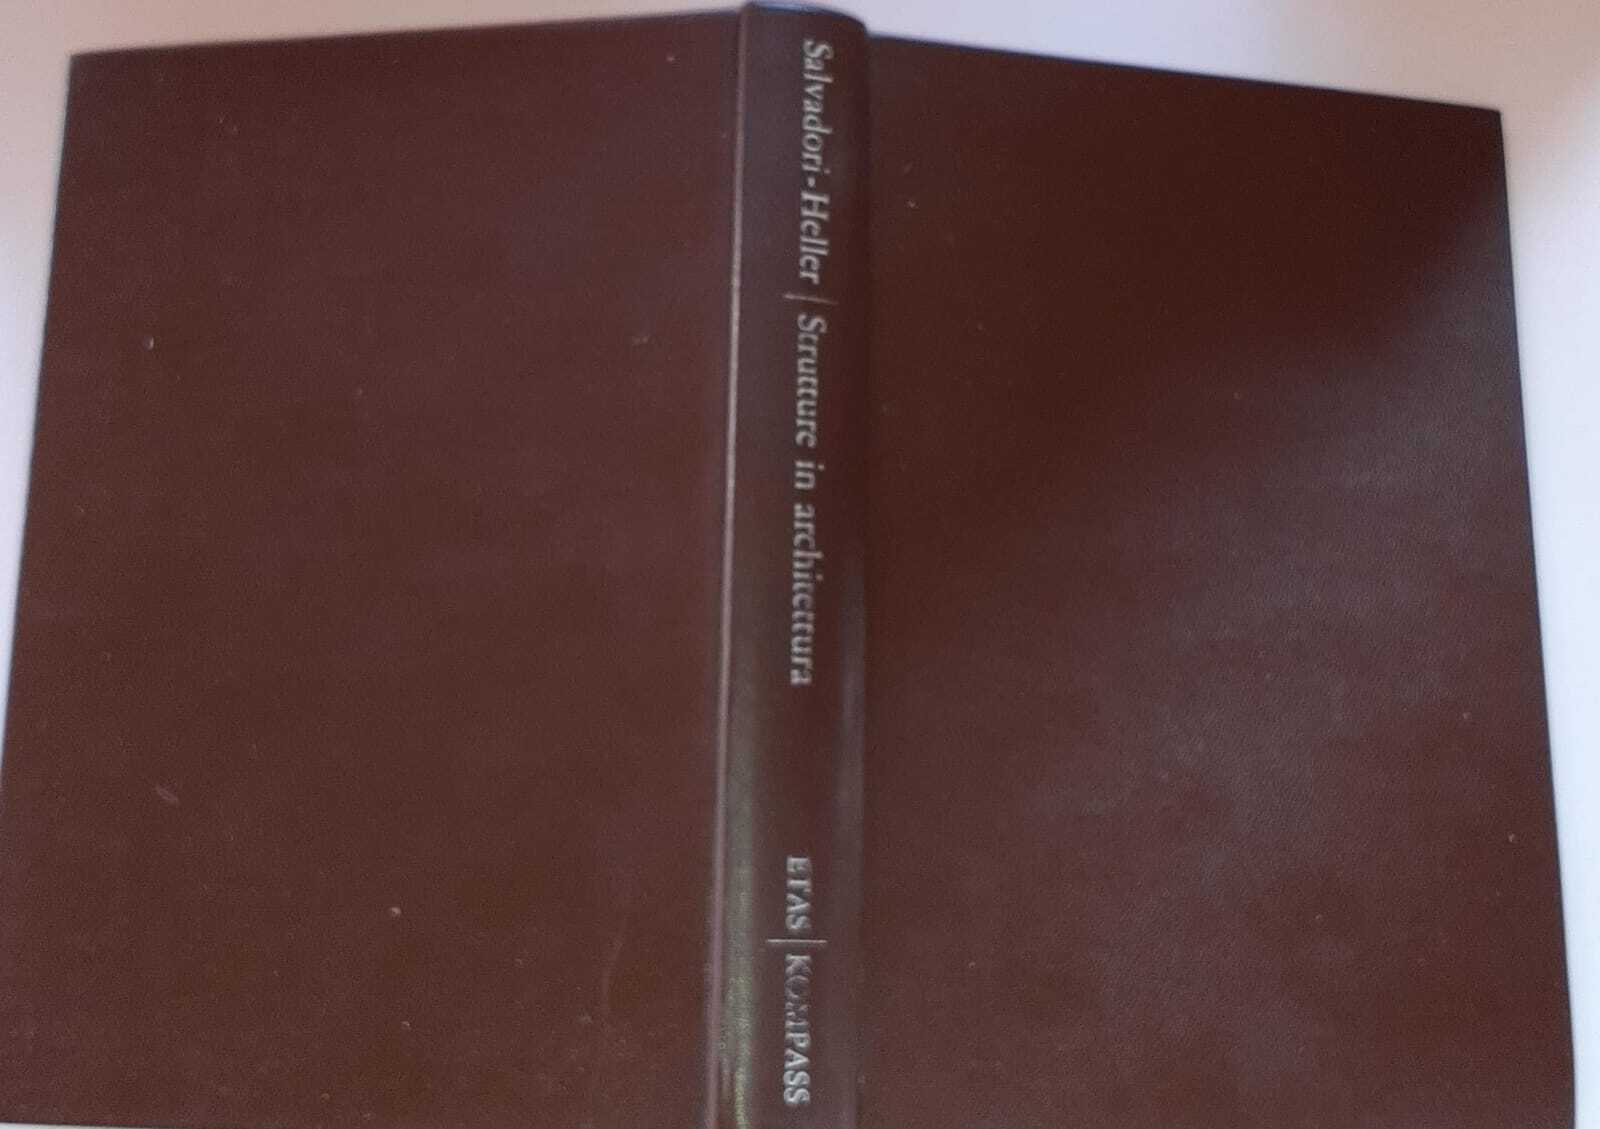 Salvadori-Heller | Strutture in architettura
ETAS | KOMPASS